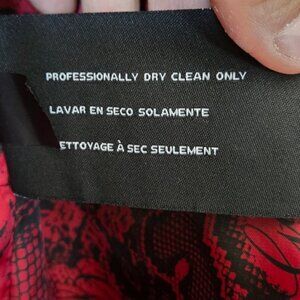 PROFESSIONALLY DRY CLEAN ONLY
LAVAR EN SECO SOLAMENTE
ETTOYAGE À SEC SEULEMENT